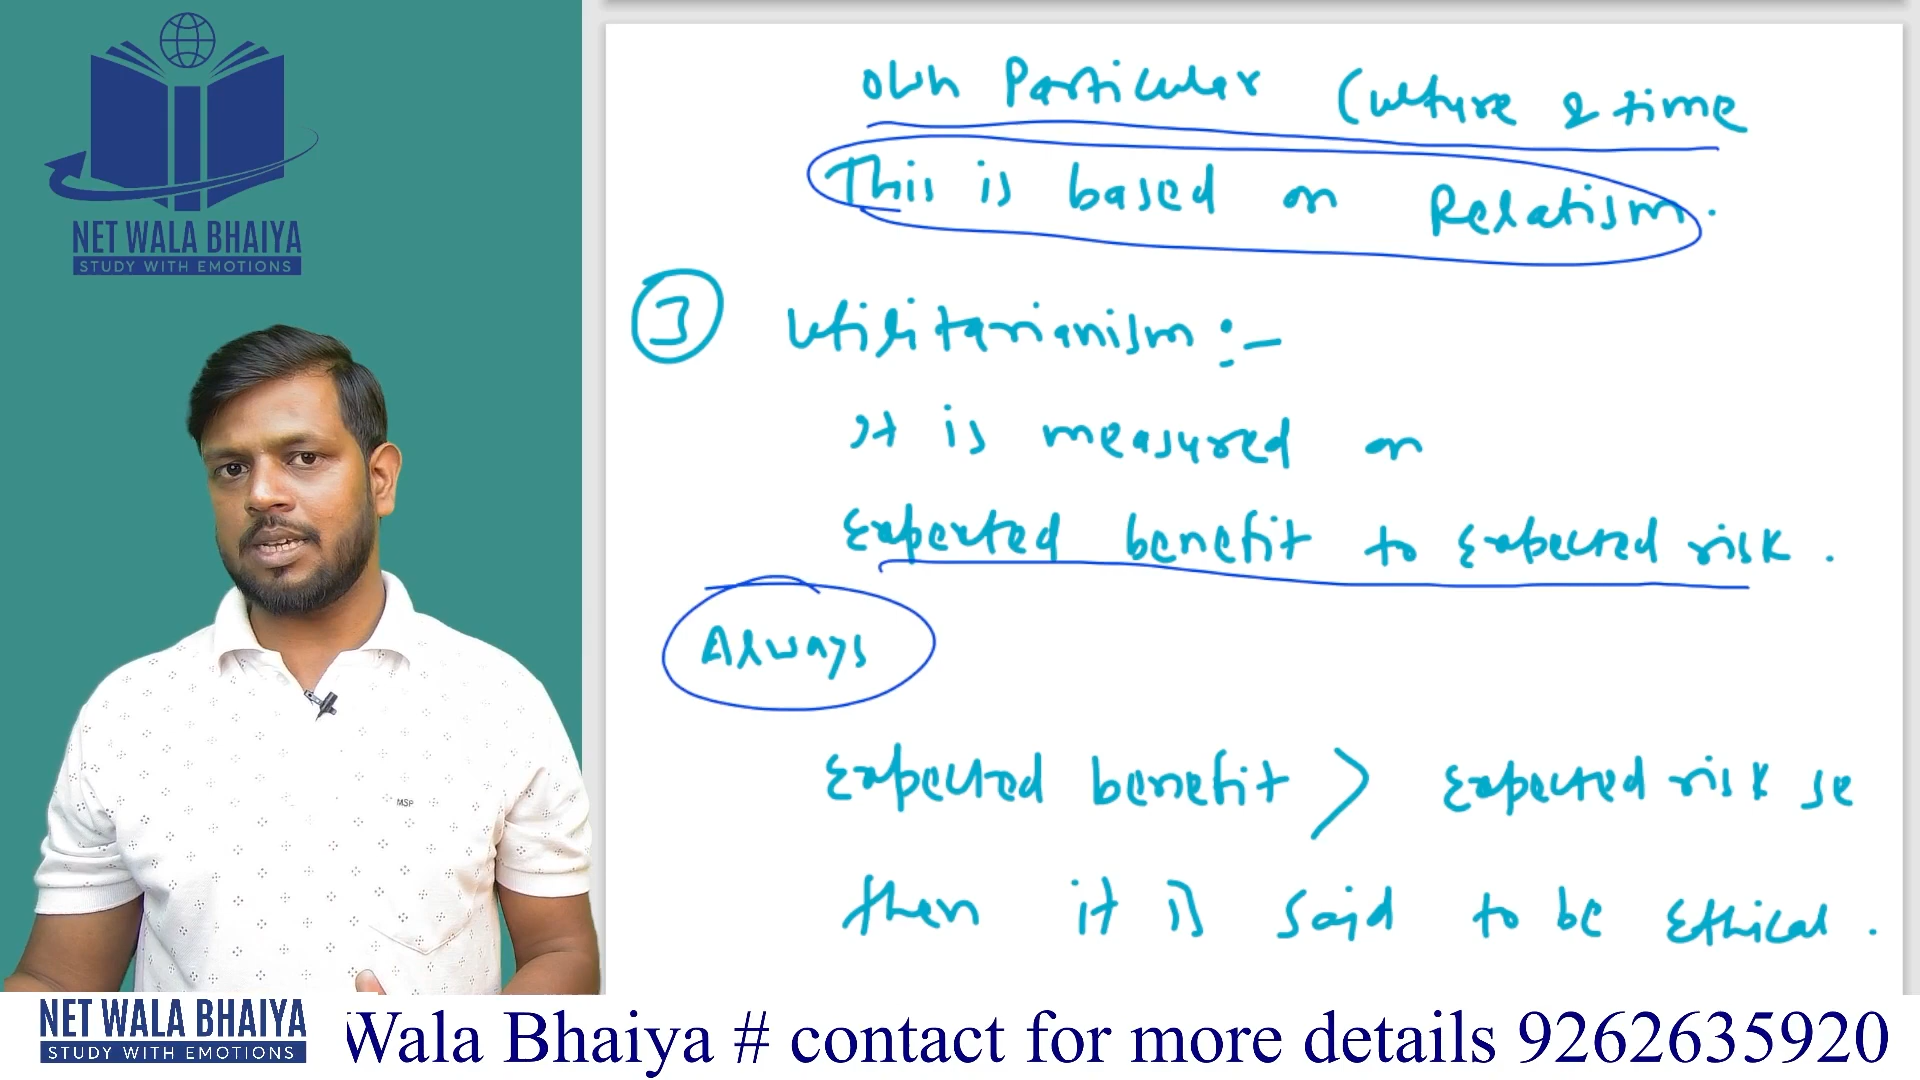 NET WALA BHAIYA
STUDY WITH EMOTIONS
own Particular Culture & time
This is based on Relatism.
3 Utilitarianism :-
It is measured on
Expected benefit to Expected risk.
Always
Expected benefit > Expected risk se
then it is said to be Ethical.
MSP
NET WALA BHAIYA
STUDY WITH EMOTIONS
Wala Bhaiya # contact for more details 9262635920